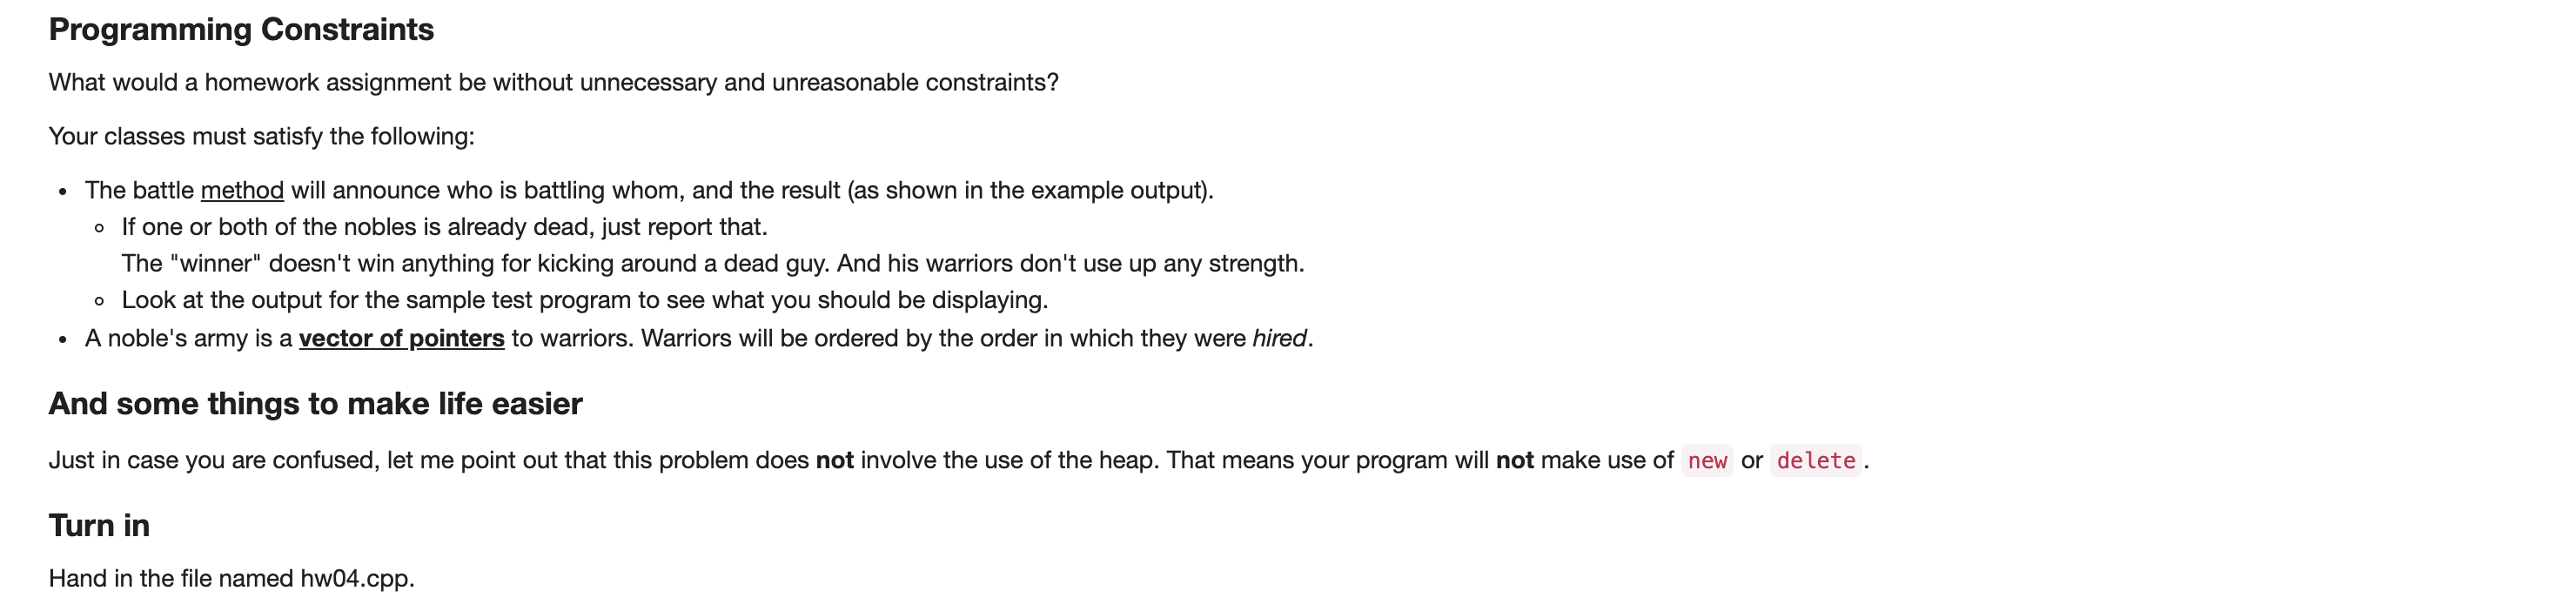 Programming Constraints
What would a homework assignment be without unnecessary and unreasonable constraints?
Your classes must satisfy the following:
• The battle method will announce who is battling whom, and the result (as shown in the example output).
◦ If one or both of the nobles is already dead, just report that.
The "winner" doesn't win anything for kicking around a dead guy. And his warriors don't use up any strength.
◦ Look at the output for the sample test program to see what you should be displaying.
• A noble's army is a vector of pointers to warriors. Warriors will be ordered by the order in which they were hired.
And some things to make life easier
Just in case you are confused, let me point out that this problem does not involve the use of the heap. That means your program will not make use of new or delete.
Turn in
Hand in the file named hw04.cpp.